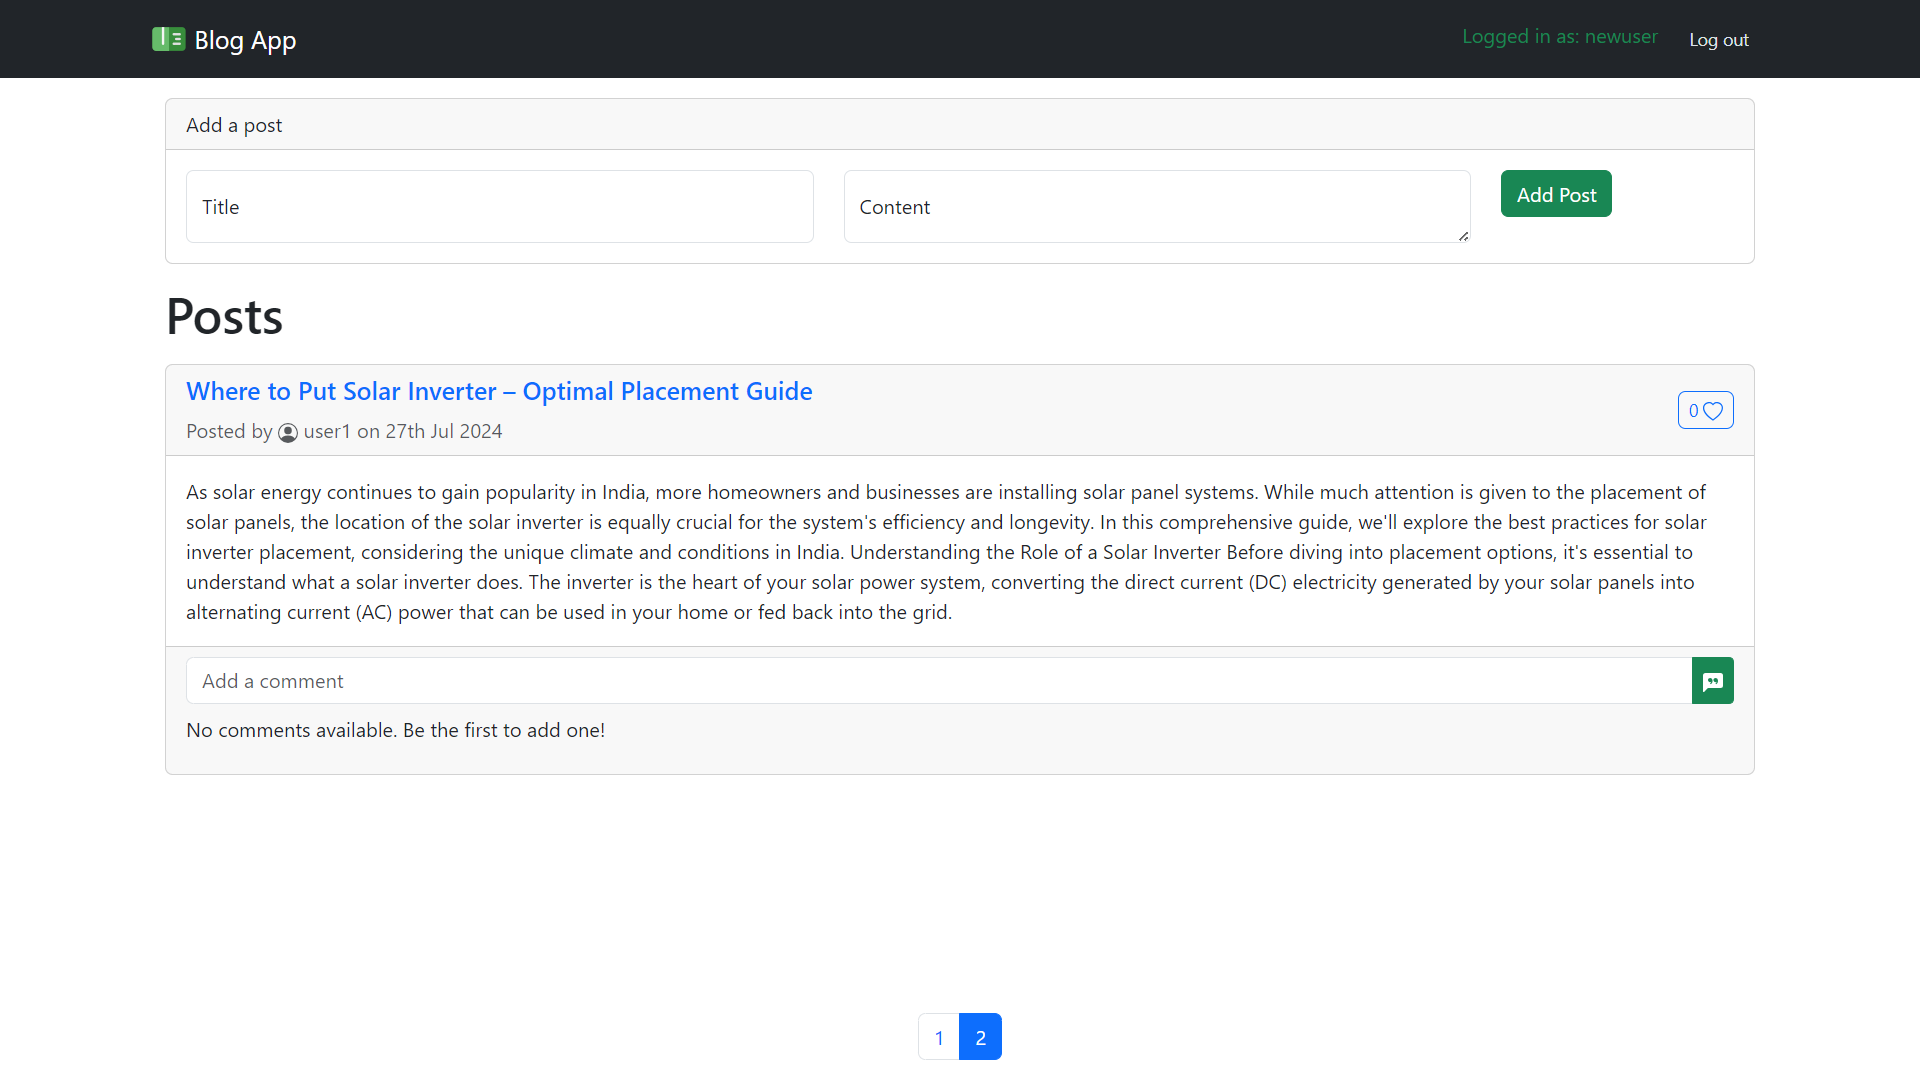 Blog App
Logged in as: newuser
Log out
Add a post
Title
Content
Add Post
Posts
Where to Put Solar Inverter – Optimal Placement Guide
0
Posted by user1 on 27th Jul 2024
As solar energy continues to gain popularity in India, more homeowners and businesses are installing solar panel systems. While much attention is given to the placement of
solar panels, the location of the solar inverter is equally crucial for the system's efficiency and longevity. In this comprehensive guide, we'll explore the best practices for solar
inverter placement, considering the unique climate and conditions in India. Understanding the Role of a Solar Inverter Before diving into placement options, it's essential to
understand what a solar inverter does. The inverter is the heart of your solar power system, converting the direct current (DC) electricity generated by your solar panels into
alternating current (AC) power that can be used in your home or fed back into the grid.
Add a comment
No comments available. Be the first to add one!
1 2